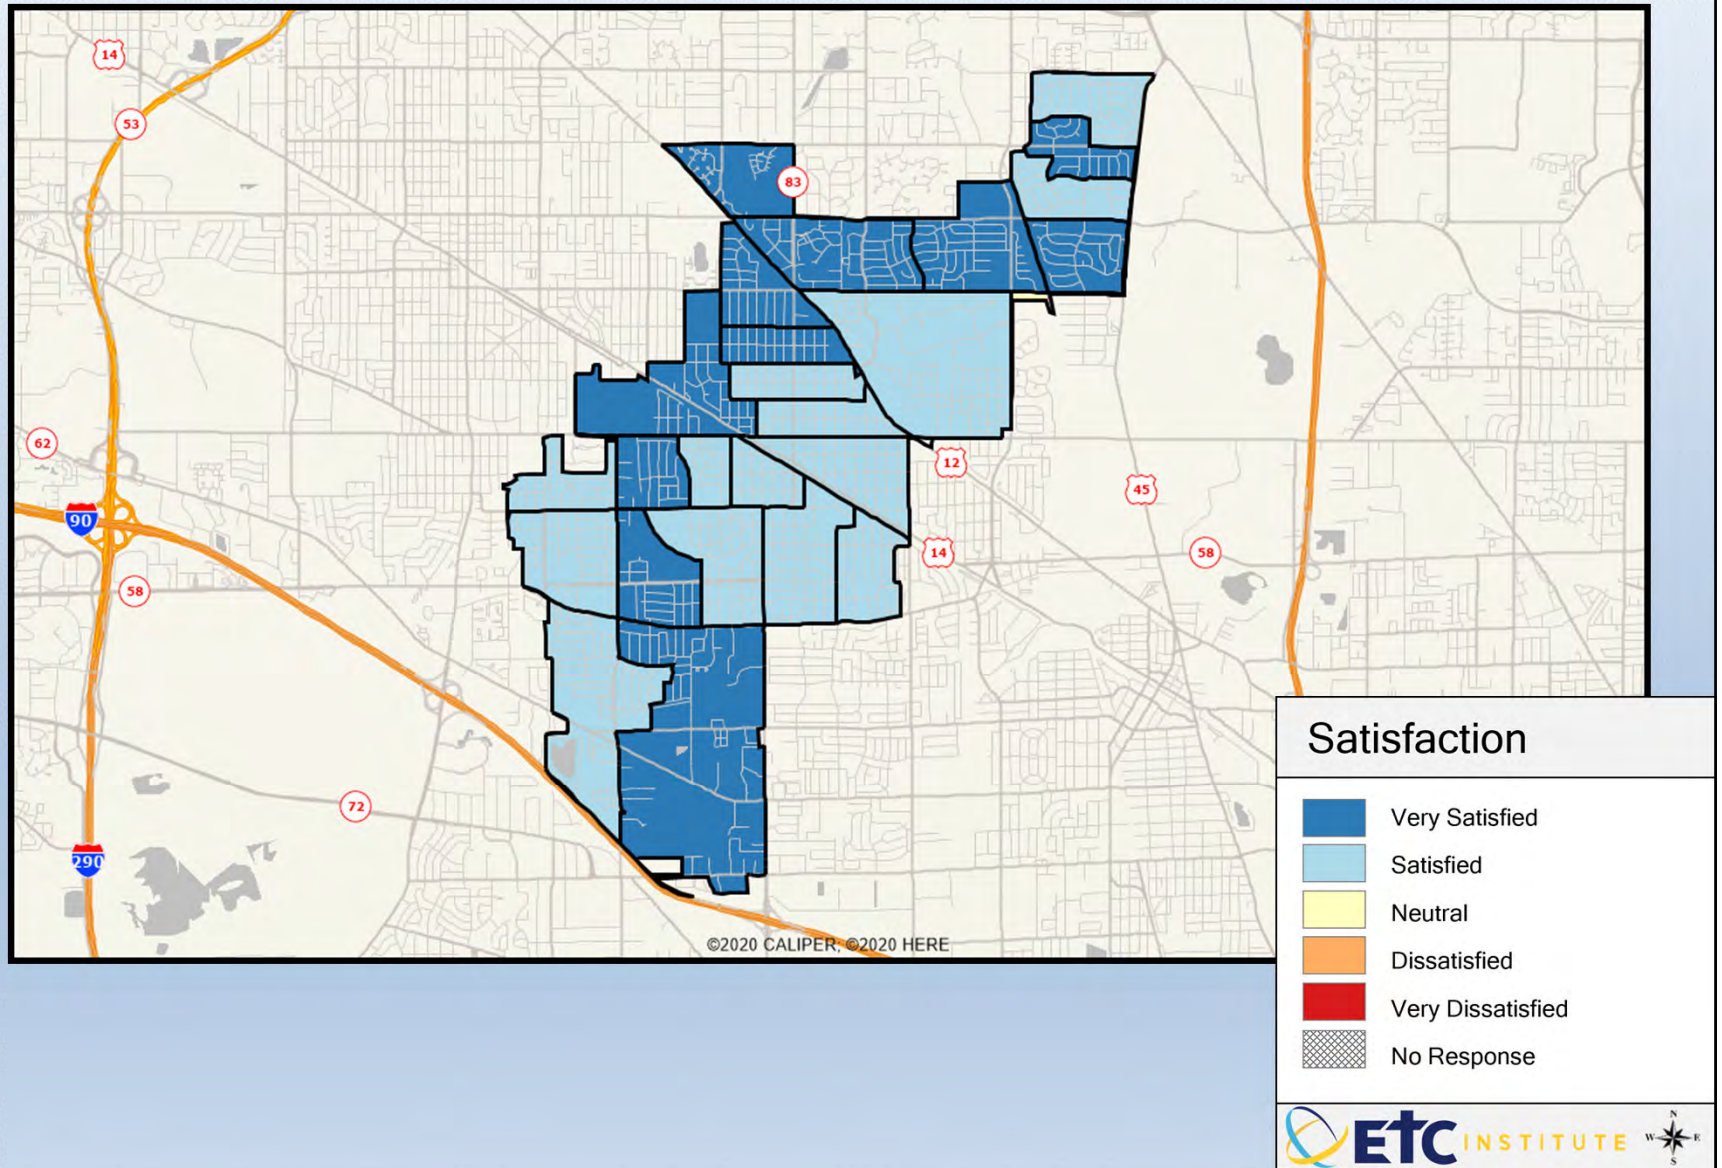 14
53
83
62
12
45
90
14
58
58
72
290
©2020 CALIPER; ©2020 HERE
Satisfaction
Very Satisfied
Satisfied
Neutral
Dissatisfied
Very Dissatisfied
No Response
ETC INSTITUTE
N
W E
S